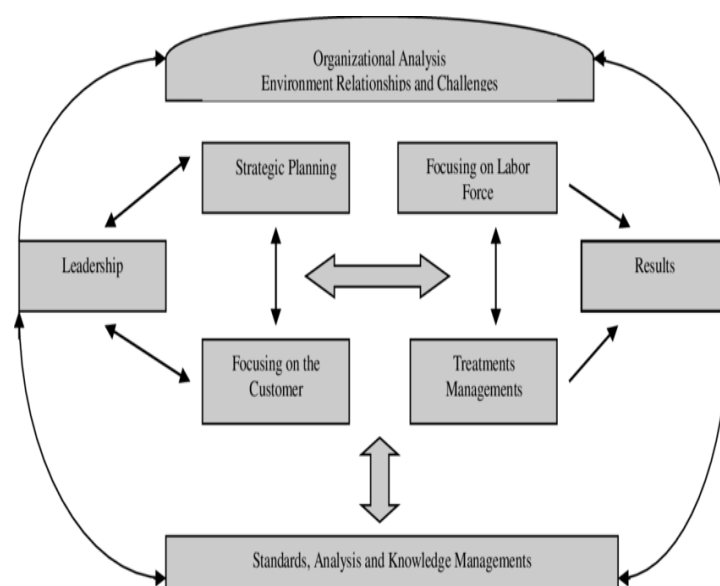 Organizational Analysis
Environment Relationships and Challenges
Strategic Planning
Focusing on Labor
Force
Leadership
Results
Focusing on the
Customer
Treatments
Managements
Standards, Analysis and Knowledge Managements